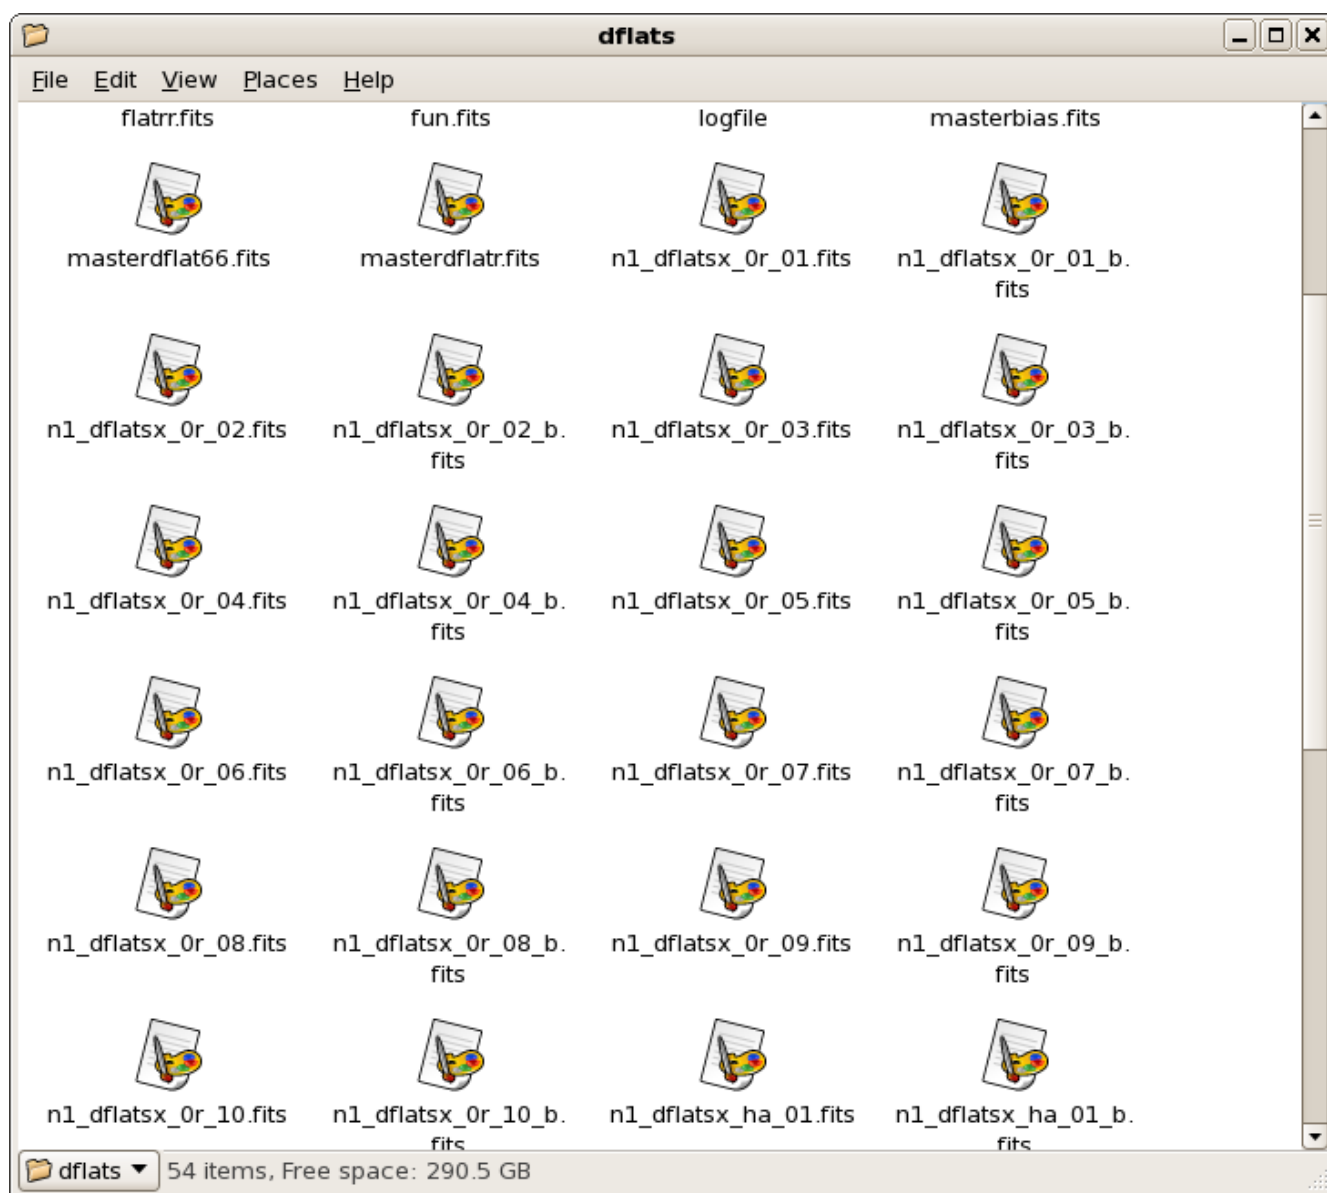 dflats
File Edit View Places Help
flatrr.fits fun.fits logfile masterbias.fits
masterdflat66.fits masterdflatr.fits n1_dflatsx_0r_01.fits n1_dflatsx_0r_01_b.
fits
n1_dflatsx_0r_02.fits n1_dflatsx_0r_02_b. n1_dflatsx_0r_03.fits n1_dflatsx_0r_03_b.
fits fits
n1_dflatsx_0r_04.fits n1_dflatsx_0r_04_b. n1_dflatsx_0r_05.fits n1_dflatsx_0r_05_b.
fits fits
n1_dflatsx_0r_06.fits n1_dflatsx_0r_06_b. n1_dflatsx_0r_07.fits n1_dflatsx_0r_07_b.
fits fits
n1_dflatsx_0r_08.fits n1_dflatsx_0r_08_b. n1_dflatsx_0r_09.fits n1_dflatsx_0r_09_b.
fits fits
n1_dflatsx_0r_10.fits n1_dflatsx_0r_10_b. n1_dflatsx_ha_01.fits n1_dflatsx_ha_01_b.
fits fits
dflats 54 items, Free space: 290.5 GB